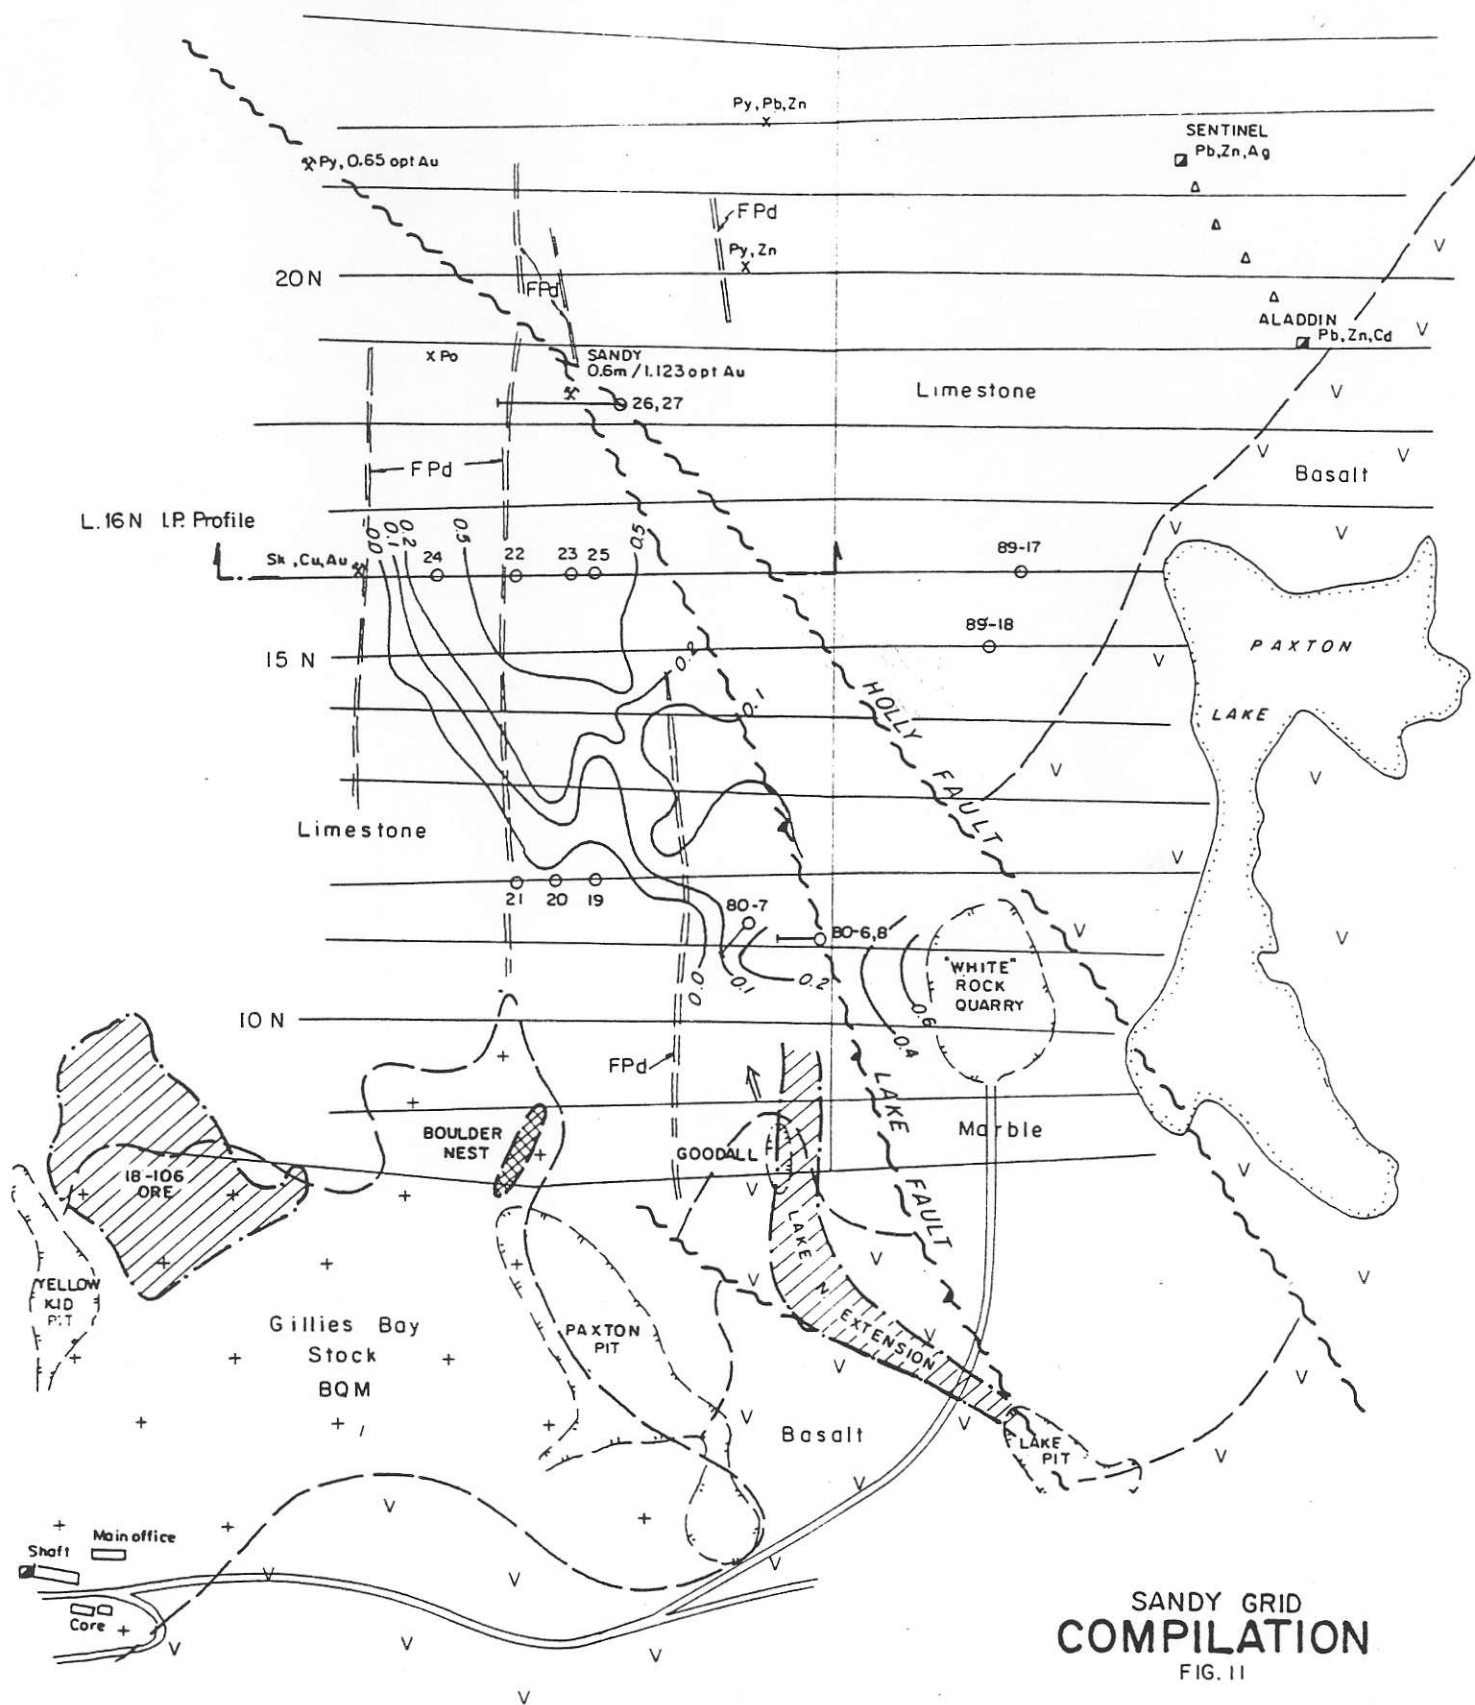 Py, Pb, Zn
SENTINEL
Pb, Zn, Ag
Py, 0.65 opt Au
FPd
Py, Zn
20 N
FPd
ALADDIN
Pb, Zn, Cd
x Po
SANDY
0.6m / 1.123 opt Au
26, 27
Limestone
FPd
Basalt
L. 16 N I.P. Profile
0.0
0.1
0.2
0.5
0.5
Sk, Cu, Au
24
22
23
25
89-17
89-18
15 N
PAXTON
LAKE
0.2
0.1
HOLLY
FAULT
Limestone
21
20
19
80-7
80-6, 8
0.0
0.1
0.2
0.4
0.6
"WHITE"
ROCK
QUARRY
10 N
FPd
LAKE
FAULT
Marble
BOULDER
NEST
GOODALL
18-106
ORE
LAKE N EXTENSION
YELLOW
KID
PIT
Gillies Bay
Stock
BQM
PAXTON
PIT
Basalt
LAKE
PIT
Main office
Shaft
Core
SANDY GRID
COMPILATION
FIG. 11